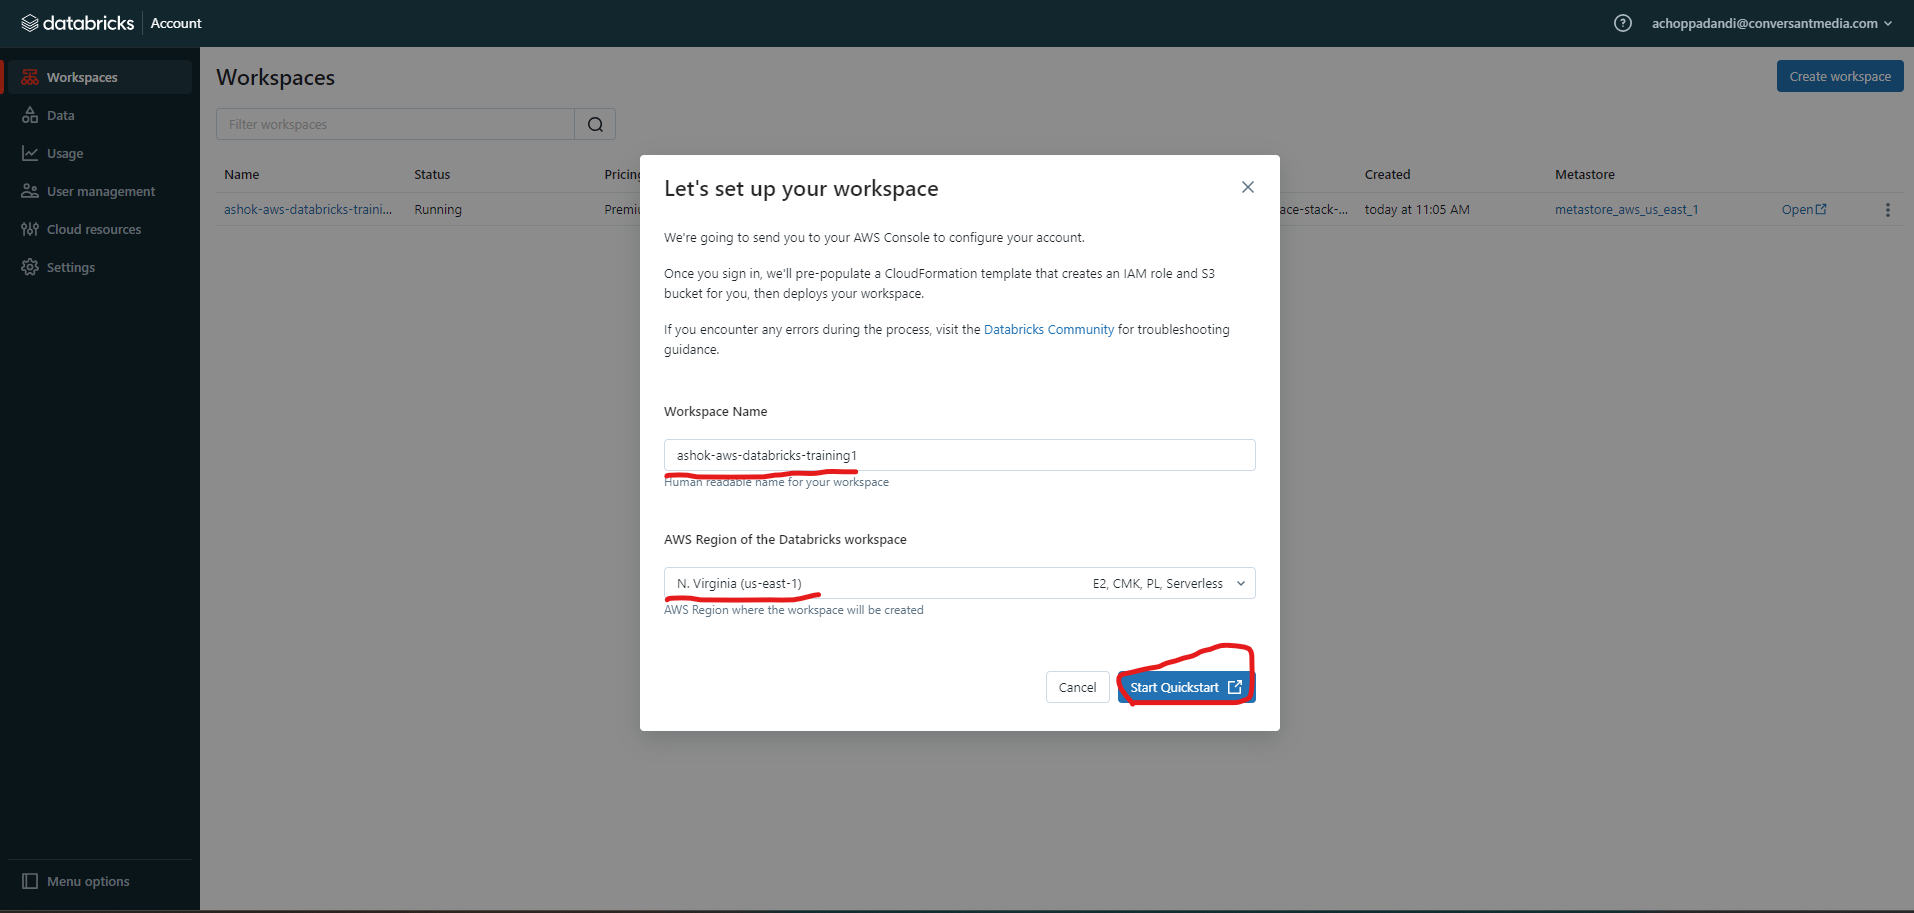 databricks Account
achoppadandi@conversantmedia.com
Workspaces
Data
Usage
User management
Cloud resources
Settings
Menu options
Workspaces
Create workspace
Filter workspaces
Name Status Pricing Created Metastore
ashok-aws-databricks-traini... Running Premiu ace-stack-... today at 11:05 AM metastore_aws_us_east_1 Open
Let's set up your workspace
We're going to send you to your AWS Console to configure your account.
Once you sign in, we'll pre-populate a CloudFormation template that creates an IAM role and S3
bucket for you, then deploys your workspace.
If you encounter any errors during the process, visit the Databricks Community for troubleshooting
guidance.
Workspace Name
ashok-aws-databricks-training1
Human readable name for your workspace
AWS Region of the Databricks workspace
N. Virginia (us-east-1) E2, CMK, PL, Serverless
AWS Region where the workspace will be created
Cancel Start Quickstart